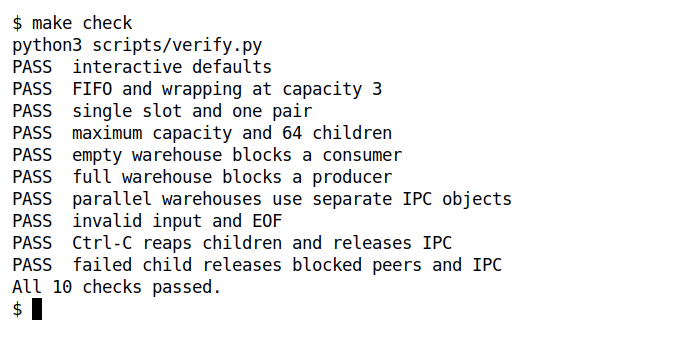 $ make check
python3 scripts/verify.py
PASS  interactive defaults
PASS  FIFO and wrapping at capacity 3
PASS  single slot and one pair
PASS  maximum capacity and 64 children
PASS  empty warehouse blocks a consumer
PASS  full warehouse blocks a producer
PASS  parallel warehouses use separate IPC objects
PASS  invalid input and EOF
PASS  Ctrl-C reaps children and releases IPC
PASS  failed child releases blocked peers and IPC
All 10 checks passed.
$